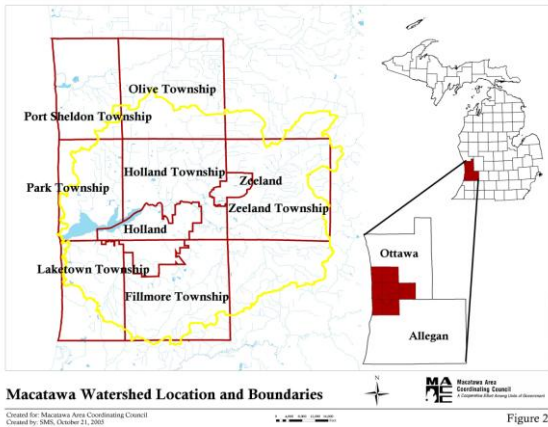 Olive Township
Port Sheldon Township
Holland Township
Park Township
Zeeland
Zeeland Township
Holland
Laketown Township
Fillmore Township
Ottawa
Allegan
Macatawa Watershed Location and Boundaries
Created for: Macatawa Area Coordinating Council
Created by: SMS, October 21, 2005
N
MACC
Macatawa Area
Coordinating Council
A Cooperative Effort Among Units of Government
Figure 2